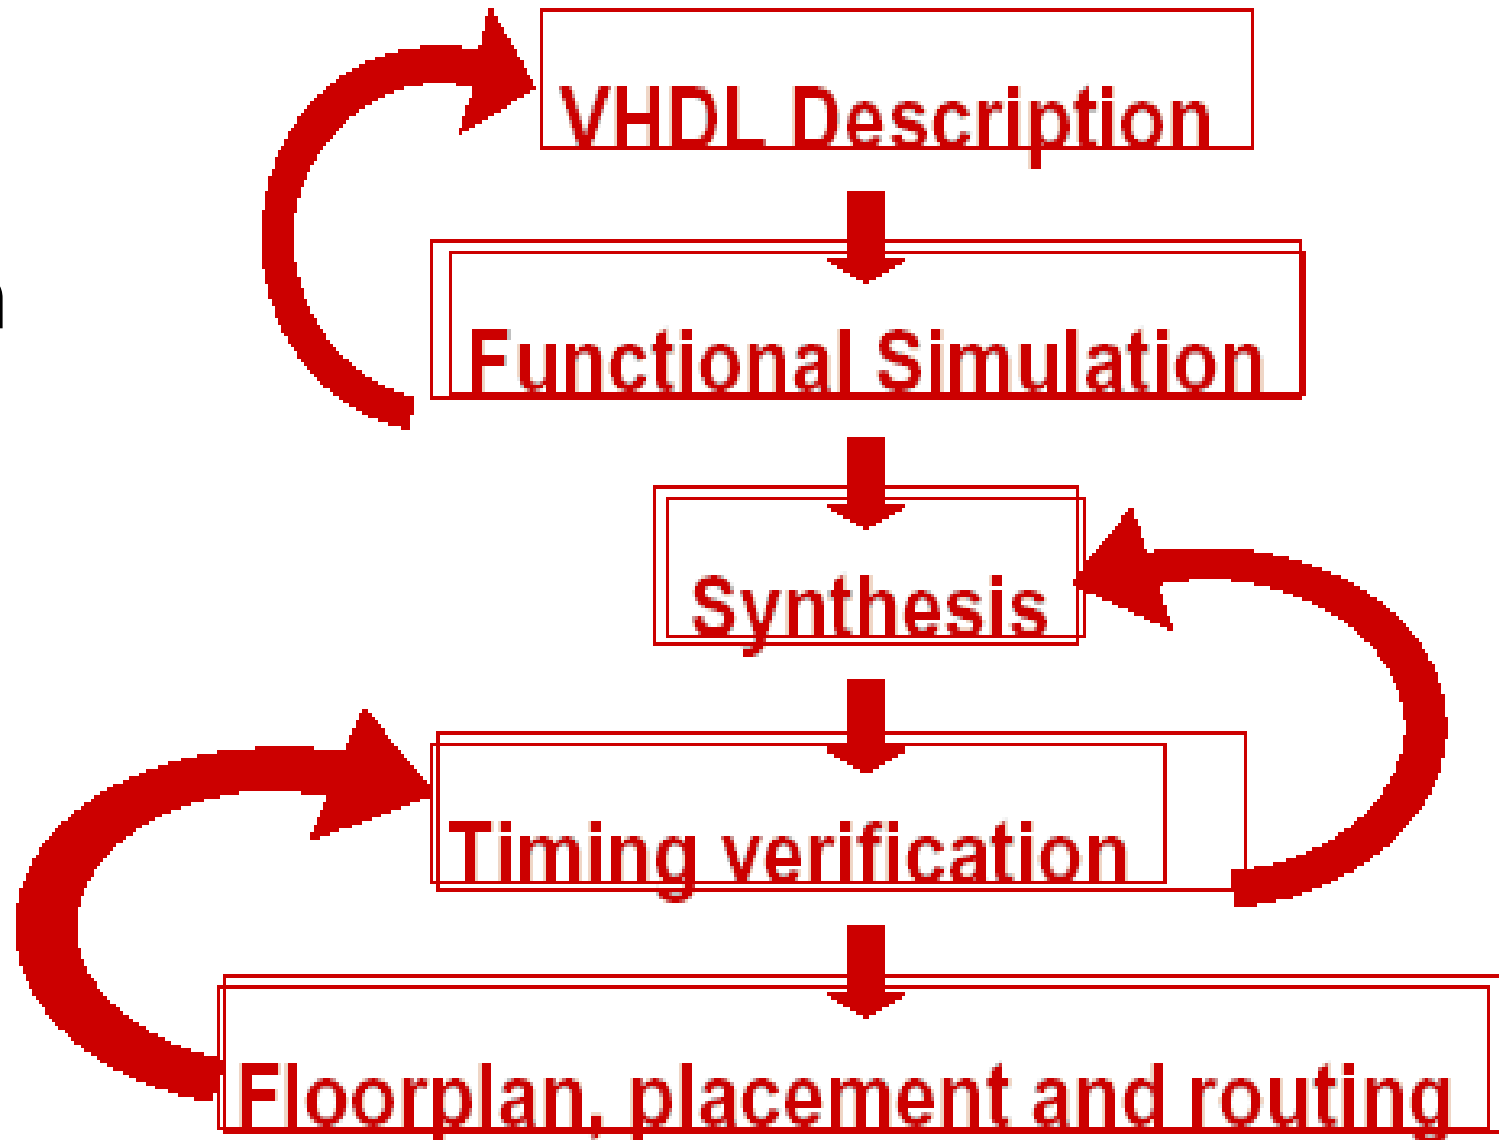 VHDL Description
Functional Simulation
Synthesis
Timing verification
Floorplan, placement and routing